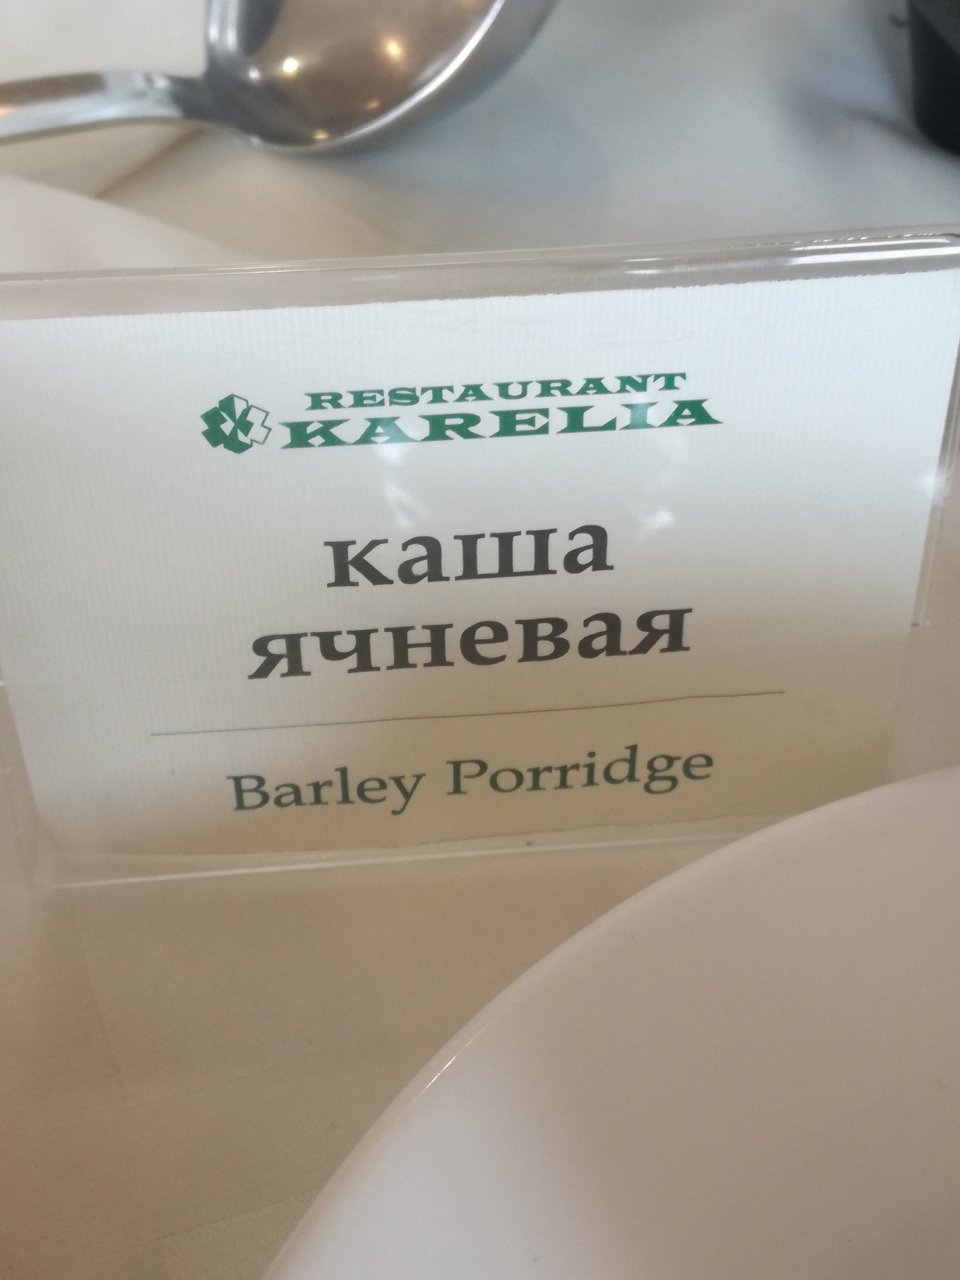 RESTAURANT
KARELIA
каша
ячневая
Barley Porridge